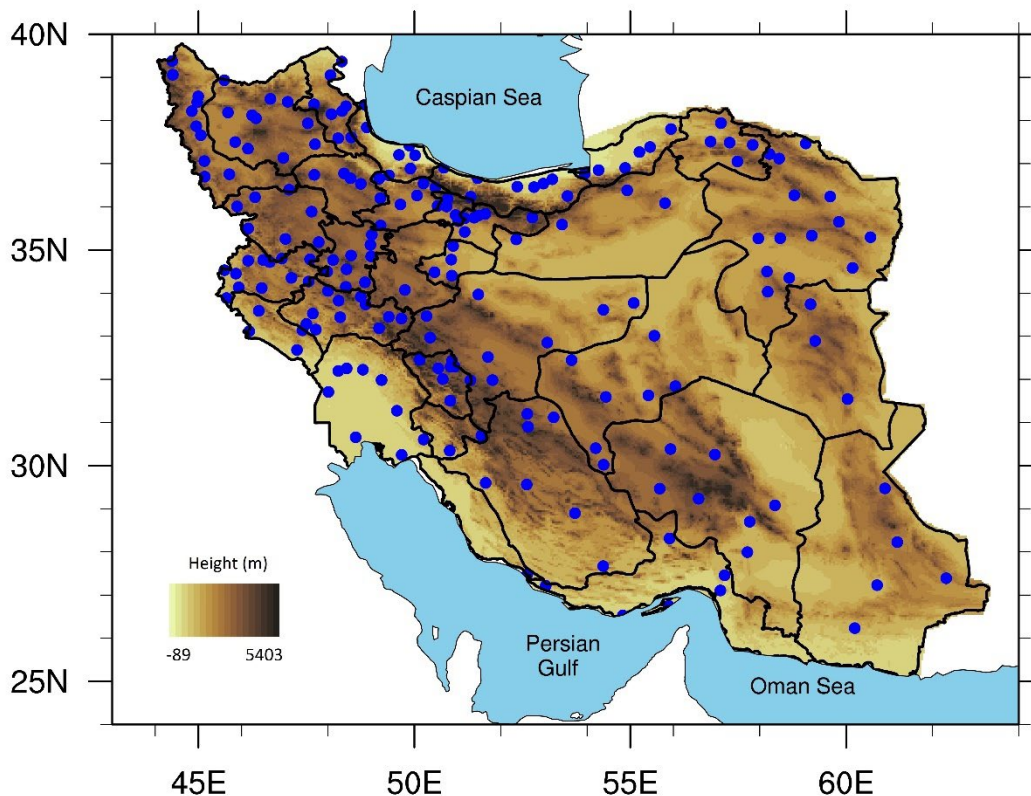 40N
Caspian Sea
35N
30N
Height (m)
-89 5403
Persian
Gulf
25N
Oman Sea
45E 50E 55E 60E